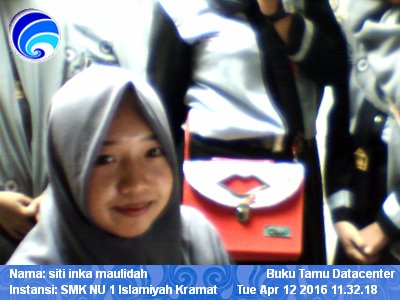 Nama: siti inka maulidah Buku Tamu Datacenter
Instansi: SMK NU 1 Islamiyah Kramat Tue Apr 12 2016 11.32.18